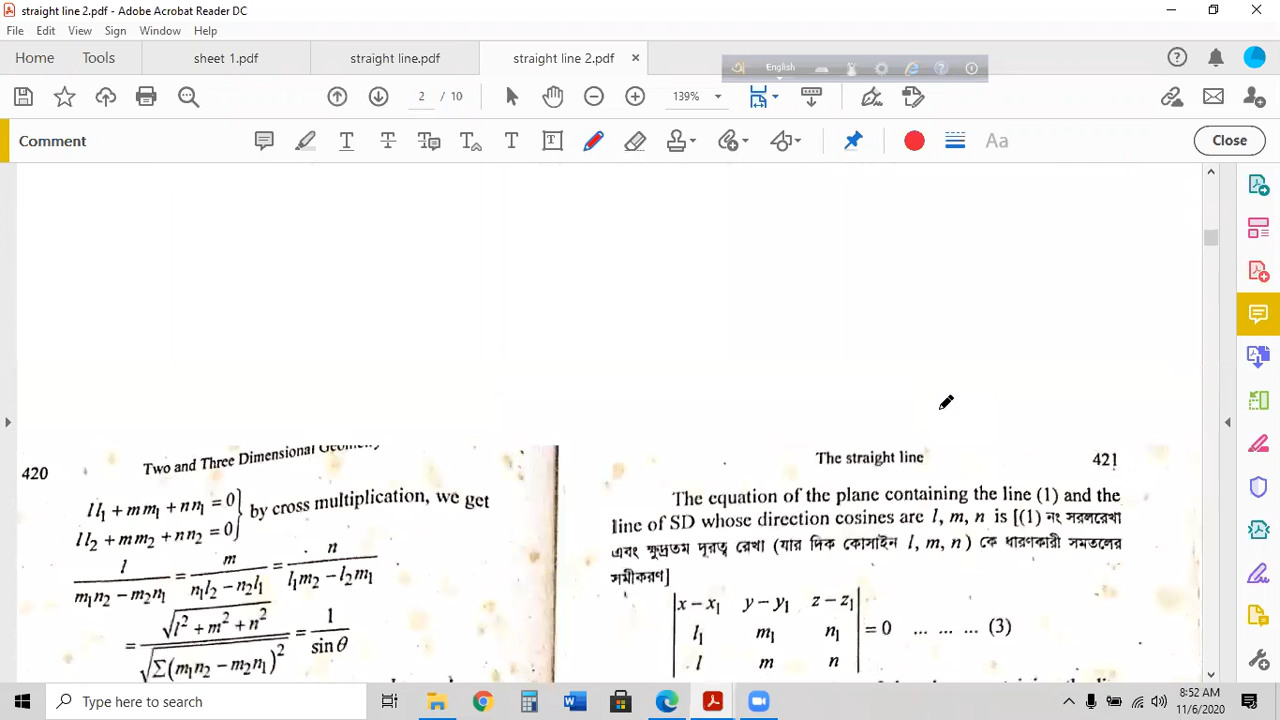 straight line 2.pdf - Adobe Acrobat Reader DC
File Edit View Sign Window Help
Home Tools sheet 1.pdf straight line.pdf straight line 2.pdf
English
2 / 10 139%
Comment
Aa
Close
420
Two and Three Dimensional Geometry
ll₁ + mm₁ + nn₁ = 0
ll₂ + mm₂ + nn₂ = 0
} by cross multiplication, we get
l/(m₁n₂ − m₂n₁) = m/(n₁l₂ − n₂l₁) = n/(l₁m₂ − l₂m₁)
= √(l² + m² + n²)/√(Σ(m₁n₂ − m₂n₁)²) = 1/sin θ
The straight line
421
The equation of the plane containing the line (1) and the
line of SD whose direction cosines are l, m, n is [(1) নং সরলরেখা
এবং ক্ষুদ্রতম দূরত্ব রেখা (যার দিক কোসাইন l, m, n) কে ধারণকারী সমতলের
সমীকরণ]
| x − x₁ y − y₁ z − z₁ |
| l₁ m₁ n₁ | = 0 ... ... ... (3)
| l m n |
Type here to search
8:52 AM
11/6/2020